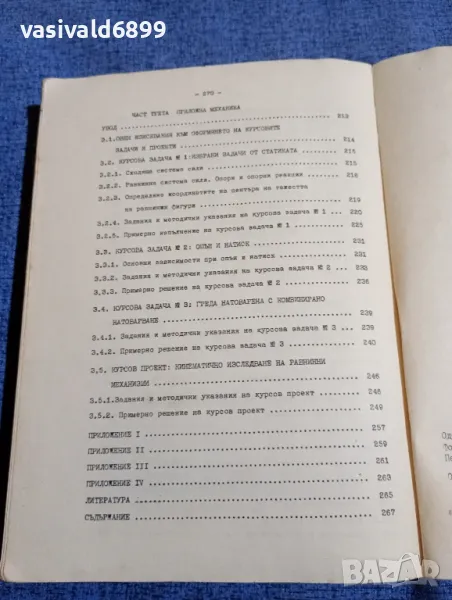 vasivald6899
- 270 -
ЧАСТ ТРЕТА ПРИЛОЖНА МЕХАНИКА
УВОД 213
3.1. ОБЩИ ИЗИСКВАНИЯ КЪМ ОФОРМЯНЕТО НА КУРСОВИТЕ
ЗАДАЧИ И ПРОЕКТИ 214
3.2. КУРСОВА ЗАДАЧА № 1: ИЗБРАНИ ЗАДАЧИ ОТ СТАТИКАТА 215
3.2.1. Сходящи системи сили 215
3.2.2. Равнинни система сили. Опори и опорни реакции 216
3.2.3. Определяне координатите на центъра на тежестта
на равнинни фигури 219
3.2.4. Задания и методически указания на курсова задача № 1 220
3.2.5. Примерно изпълнение на курсова задача № 1 225
3.3. КУРСОВА ЗАДАЧА № 2: ОПЪН И НАТИСК 231
3.3.1. Основни зависимости при опън и натиск 231
3.3.2. Задания и методични указания на курсова задача № 2 233
3.3.3. Примерно решение на курсова задача № 2 236
3.4. КУРСОВА ЗАДАЧА № 3: ГРЕДА НАТОВАРЕНА С КОМБИНИРАНО
НАТОВАРВАНЕ 239
3.4.1. Задания и методични указания на курсова задача № 3 239
3.4.2. Примерно решение на курсова задача № 3 240
3.5. КУРСОВ ПРОЕКТ: КИНЕМАТИЧНО ИЗСЛЕДВАНЕ НА РАВНИННИ
МЕХАНИЗМИ 246
3.5.1. Задания и методични указания на курсов проект 246
3.5.2. Примерно решение на курсов проект 249
ПРИЛОЖЕНИЕ I 257
ПРИЛОЖЕНИЕ II 259
ПРИЛОЖЕНИЕ III 261
ПРИЛОЖЕНИЕ IV 263
ЛИТЕРАТУРА 265
СЪДЪРЖАНИЕ 267
БАЗАР